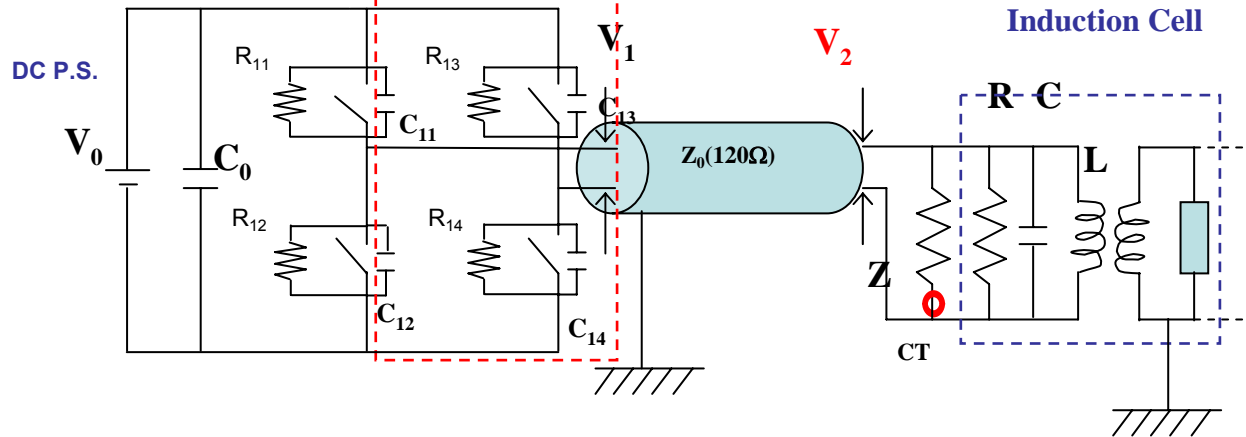 Induction Cell
V₁
V₂
R₁₁
R₁₃
DC P.S.
R
C
C₁₁
C₁₃
V₀
C₀
Z₀(120Ω)
L
R₁₂
R₁₄
Z
C₁₂
C₁₄
CT